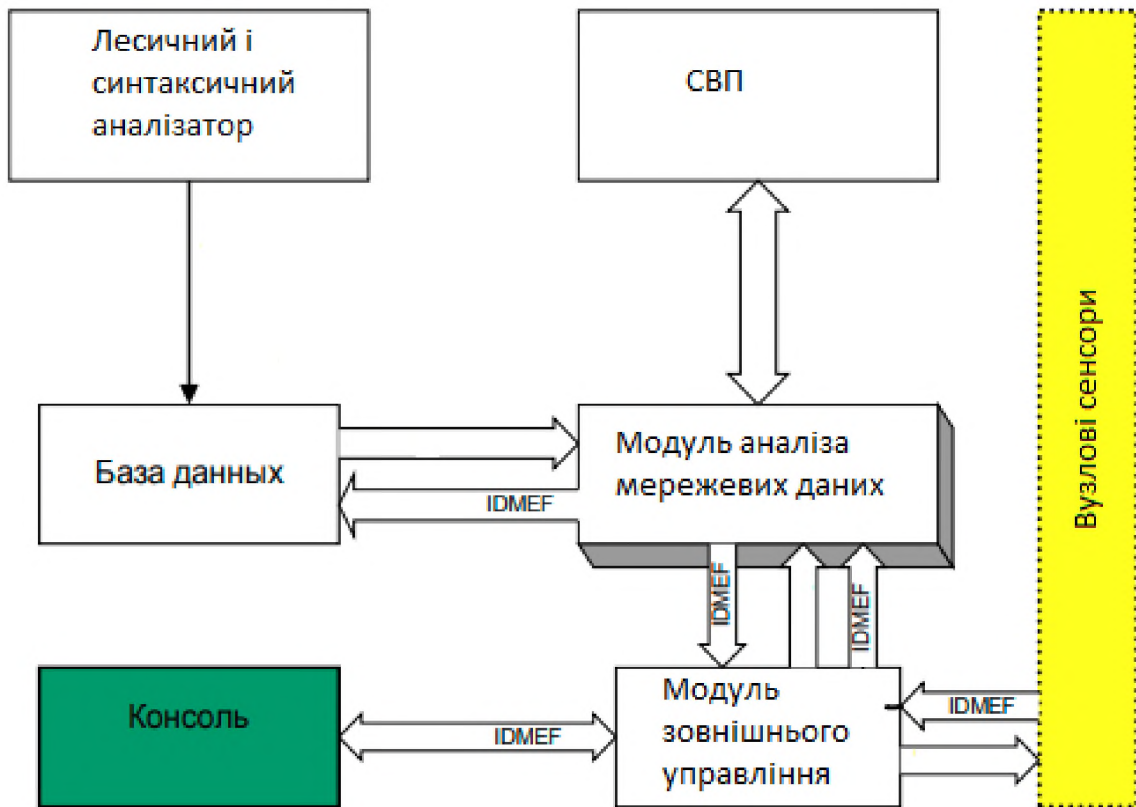 Лесичний і
синтаксичний
аналізатор
СВП
Вузлові сенсори
База данных
IDMEF
Модуль аналіза
мережевих даних
IDMEF
IDMEF
Консоль
IDMEF
Модуль
зовнішнього
управління
IDMEF